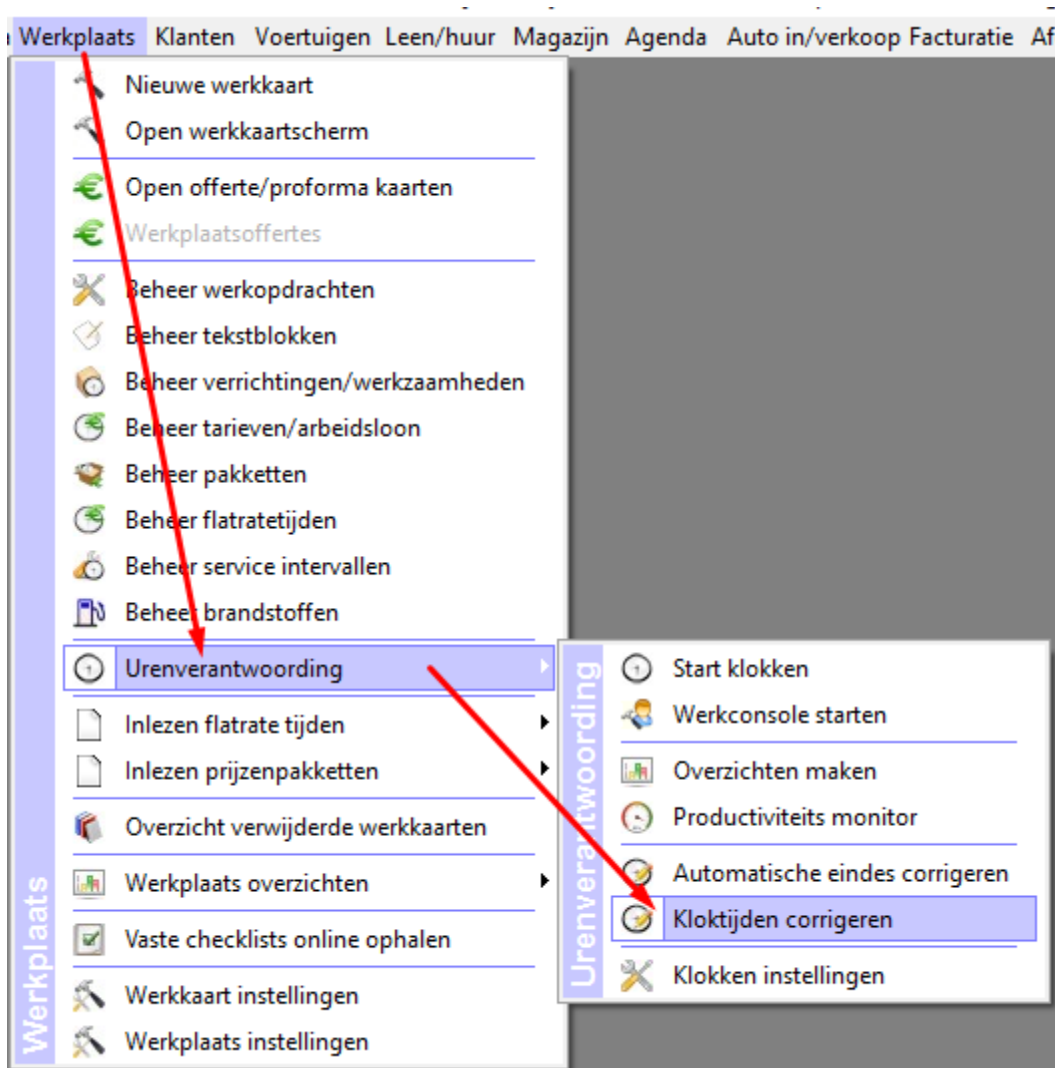 Werkplaats Klanten Voertuigen Leen/huur Magazijn Agenda Auto in/verkoop Facturatie Af
Nieuwe werkkaart
Open werkkaartscherm
Open offerte/proforma kaarten
Werkplaatsoffertes
Beheer werkopdrachten
Beheer tekstblokken
Beheer verrichtingen/werkzaamheden
Beheer tarieven/arbeidsloon
Beheer pakketten
Beheer flatratetijden
Beheer service intervallen
Beheer brandstoffen
Urenverantwoording
Inlezen flatrate tijden
Inlezen prijzenpakketten
Overzicht verwijderde werkkaarten
Werkplaats overzichten
Vaste checklists online ophalen
Werkkaart instellingen
Werkplaats instellingen
Werkplaats
Start klokken
Werkconsole starten
Overzichten maken
Productiviteits monitor
Automatische eindes corrigeren
Kloktijden corrigeren
Klokken instellingen
Urenverantwoording